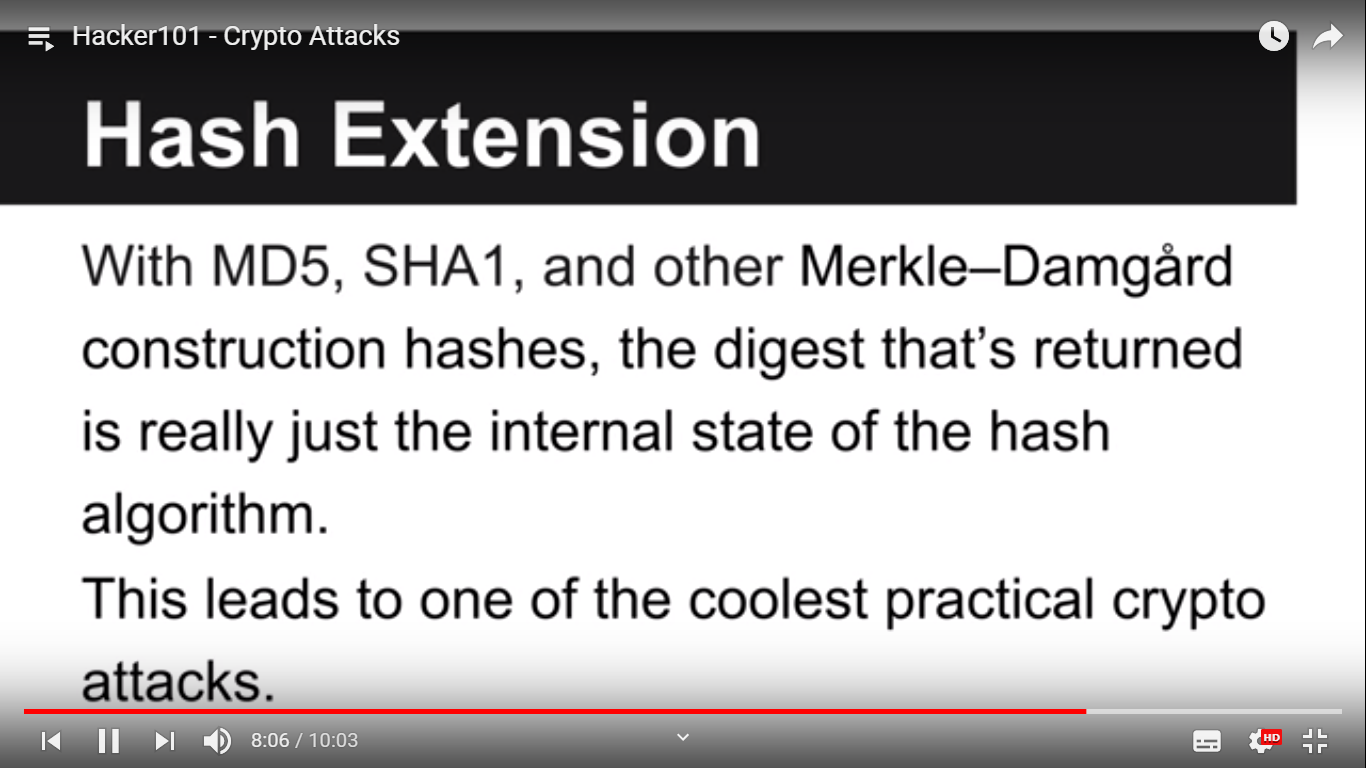 Hacker101 - Crypto Attacks
Hash Extension
With MD5, SHA1, and other Merkle–Damgård
construction hashes, the digest that’s returned
is really just the internal state of the hash
algorithm.
This leads to one of the coolest practical crypto
attacks.
8:06 / 10:03
HD